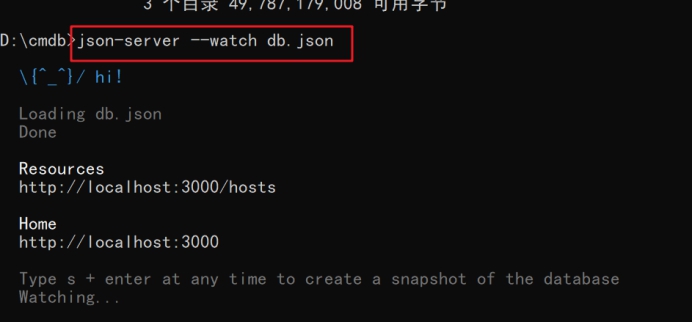 3 个目录 49,787,179,008 可用字节
D:\cmdb>json-server --watch db.json
\{^_^}/ hi!
Loading db.json
Done
Resources
http://localhost:3000/hosts
Home
http://localhost:3000
Type s + enter at any time to create a snapshot of the database
Watching...